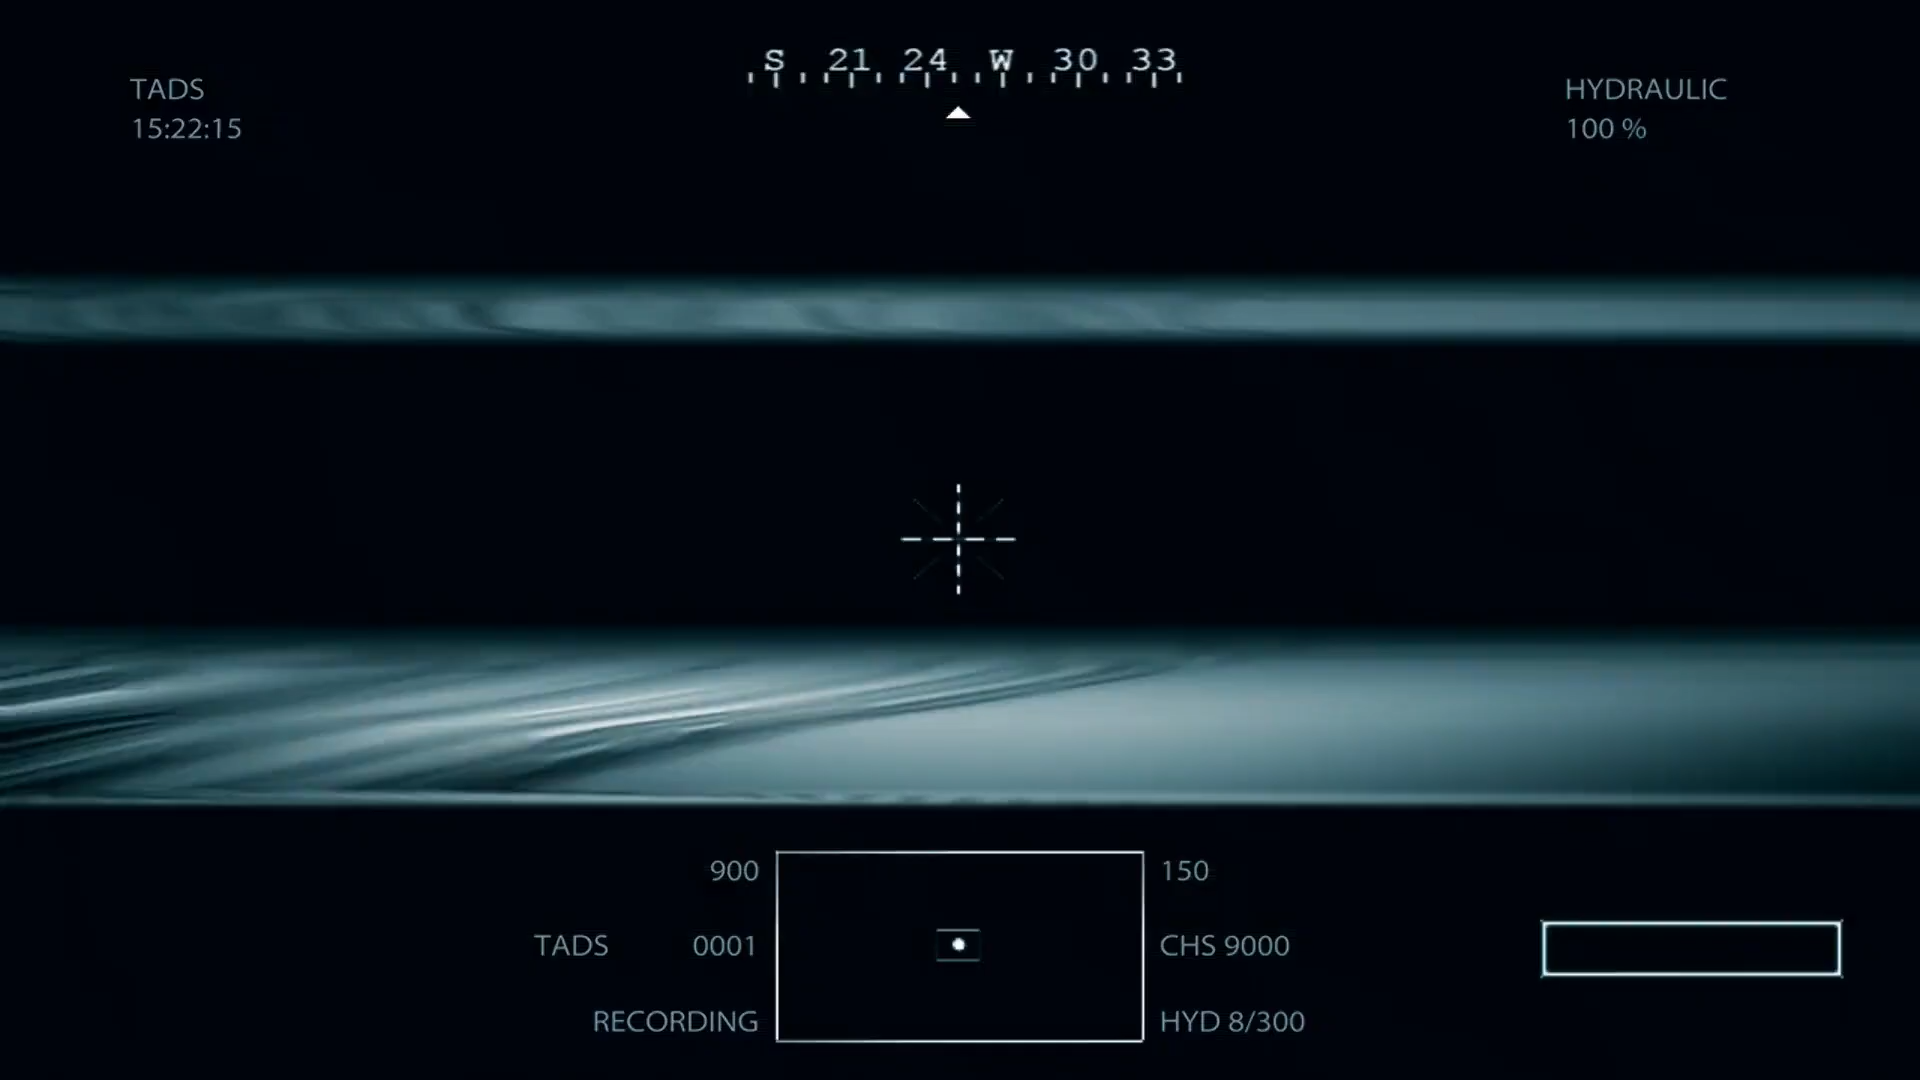 S 21 24 W 30 33
TADS
15:22:15
HYDRAULIC
100 %
900
150
TADS 0001
CHS 9000
RECORDING
HYD 8/300